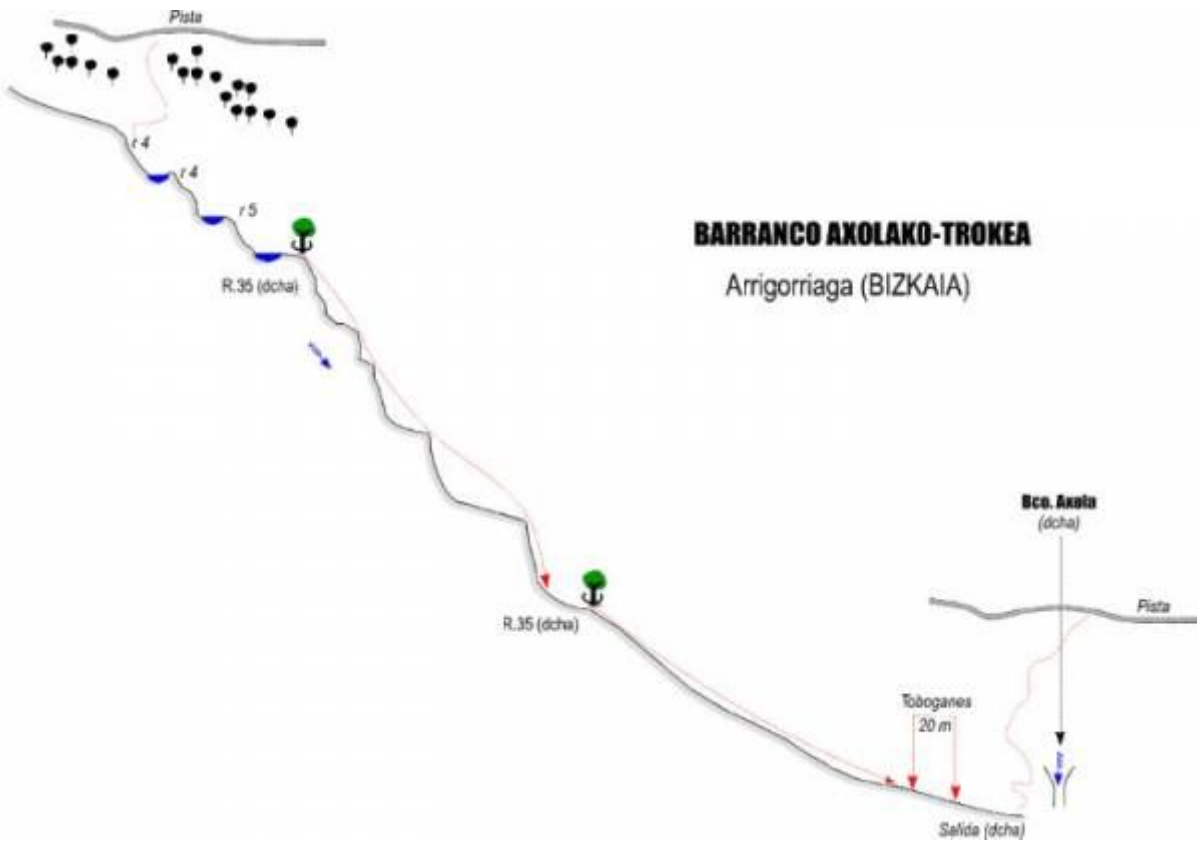 Pista
r 4
r 4
r 5
R.35 (dcha)
BARRANCO AXOLAKO-TROKEA
Arrigorriaga (BIZKAIA)
R.35 (dcha)
Bco. Axola
(dcha)
Pista
Toboganes
20 m
Salida (dcha)